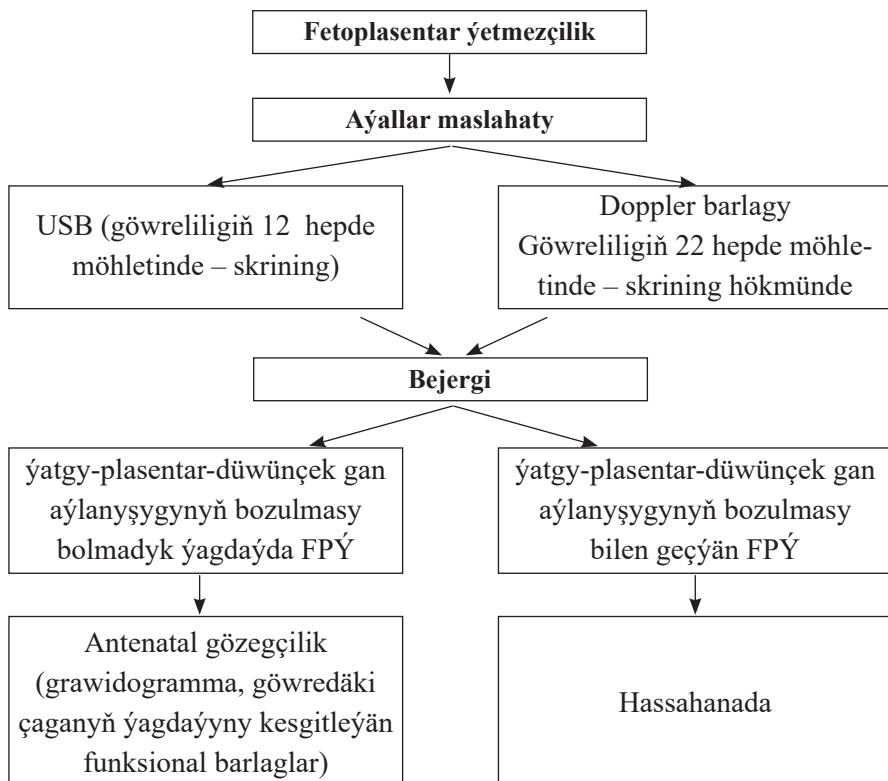 Fetoplasentar ýetmezçilik
Aýallar maslahaty
USB (göwreliligiň 12 hepde
möhletinde – skrining)
Doppler barlagy
Göwreliligiň 22 hepde möhle-
tinde – skrining hökmünde
Bejergi
ýatgy-plasentar-düwünçek gan
aýlanyşygynyň bozulmasy
bolmadyk ýagdaýda FPÝ
ýatgy-plasentar-düwünçek gan
aýlanyşygynyň bozulmasy
bilen geçýän FPÝ
Antenatal gözegçilik
(grawidogramma, göwredäki
çaganyň ýagdaýyny kesgitleýän
funksional barlaglar)
Hassahanada